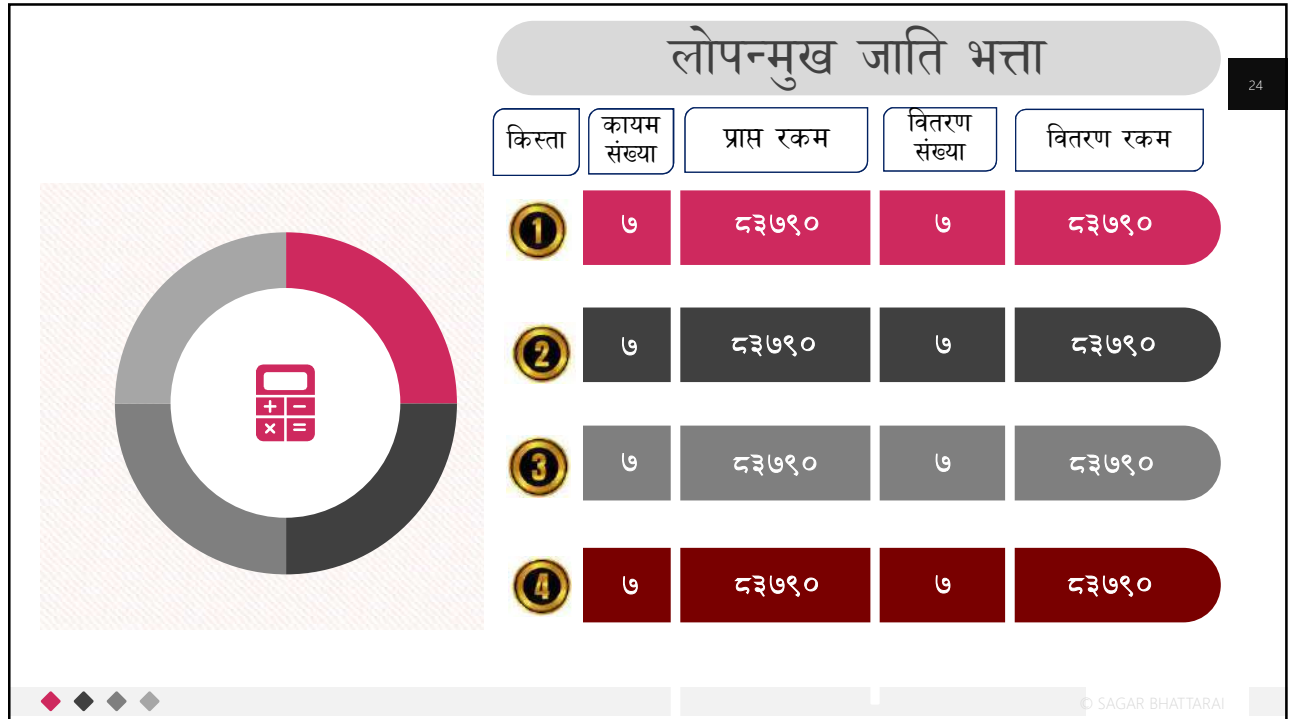 लोपन्मुख जाति भत्ता
24
किस्ता कायम संख्या प्राप्त रकम वितरण संख्या वितरण रकम
1 ७ ८३७९० ७ ८३७९०
2 ७ ८३७९० ७ ८३७९०
3 ७ ८३७९० ७ ८३७९०
4 ७ ८३७९० ७ ८३७९०
© SAGAR BHATTARAI